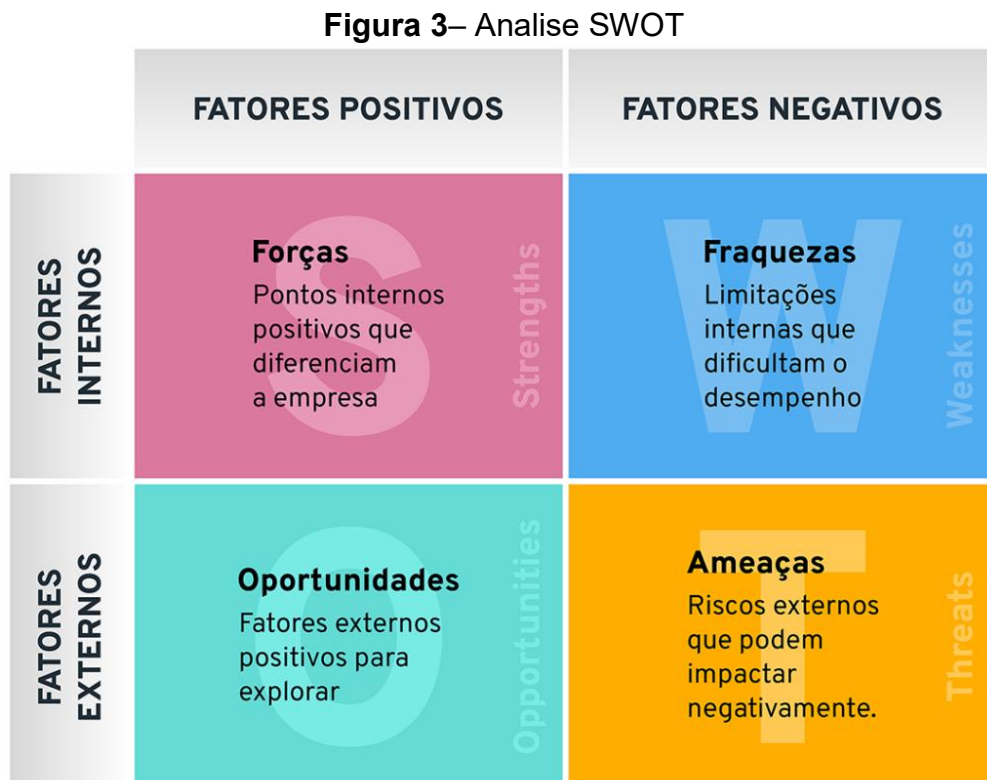 Figura 3– Analise SWOT
FATORES POSITIVOS
FATORES NEGATIVOS
FATORES
INTERNOS
S
Forças
Pontos internos
positivos que
diferenciam
a empresa
Strengths
W
Fraquezas
Limitações
internas que
dificultam o
desempenho
Weaknesses
FATORES
EXTERNOS
O
Oportunidades
Fatores externos
positivos para
explorar
Opportunities
T
Ameaças
Riscos externos
que podem
impactar
negativamente.
Threats